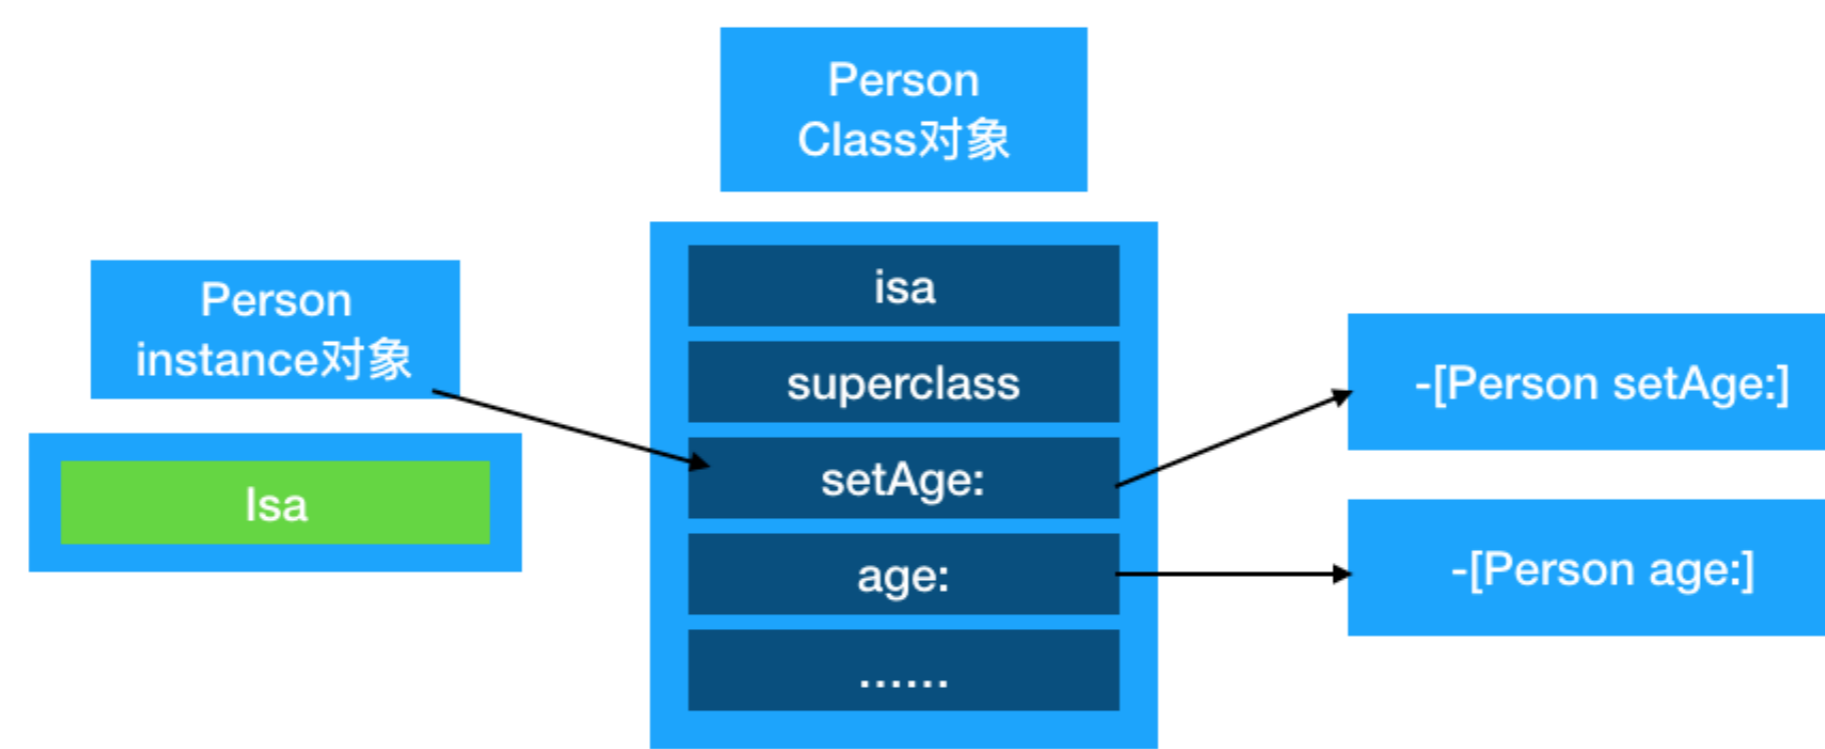 Person
Class对象
Person
instance对象
Isa
isa
superclass
setAge:
age:
......
-[Person setAge:]
-[Person age:]